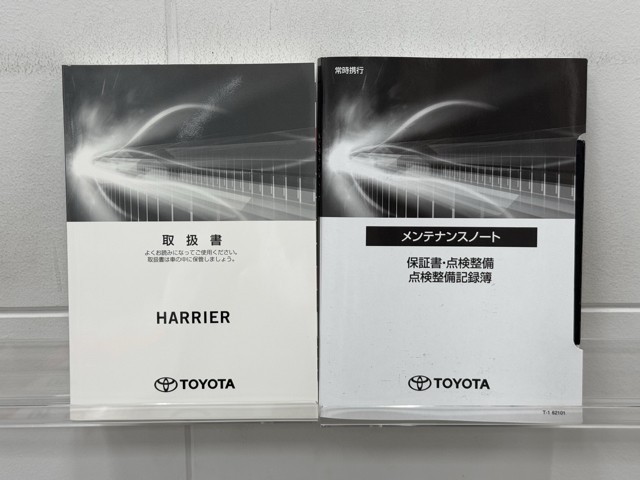 取扱書
よくお読みになってご使用ください。
取扱書は車の中に保管しましょう。
HARRIER
TOYOTA
常時携行
メンテナンスノート
保証書・点検整備
点検整備記録簿
TOYOTA
T-1 62101